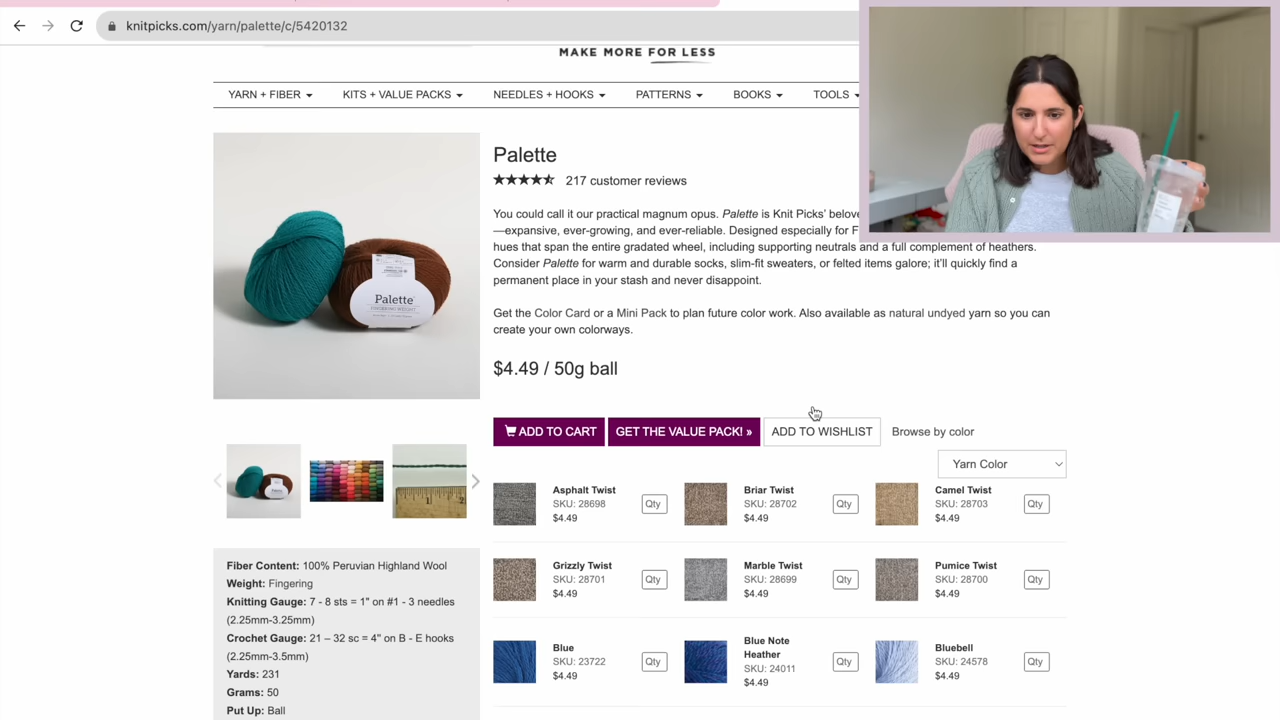 knitpicks.com/yarn/palette/c/5420132
MAKE MORE FOR LESS
YARN + FIBER
KITS + VALUE PACKS
NEEDLES + HOOKS
PATTERNS
BOOKS
TOOLS
Palette
217 customer reviews
You could call it our practical magnum opus. Palette is Knit Picks’
—expansive, ever-growing, and ever-reliable. Designed especially for
hues that span the entire gradated wheel, including supporting neutrals and a full complement of heathers.
Consider Palette for warm and durable socks, slim-fit sweaters, or felted items galore; it’ll quickly find a
permanent place in your stash and never disappoint.
Get the Color Card or a Mini Pack to plan future color work. Also available as natural undyed yarn so you can
create your own colorways.
$4.49 / 50g ball
ADD TO CART
GET THE VALUE PACK! »
ADD TO WISHLIST
Browse by color
Yarn Color
Asphalt Twist
SKU: 28698
$4.49
Qty
Briar Twist
SKU: 28702
$4.49
Qty
Camel Twist
SKU: 28703
$4.49
Qty
Grizzly Twist
SKU: 28701
$4.49
Qty
Marble Twist
SKU: 28699
$4.49
Qty
Pumice Twist
SKU: 28700
$4.49
Qty
Blue
SKU: 23722
$4.49
Qty
Blue Note
Heather
SKU: 24011
$4.49
Qty
Bluebell
SKU: 24578
$4.49
Qty
Palette
FINGERING WEIGHT
Fiber Content: 100% Peruvian Highland Wool
Weight: Fingering
Knitting Gauge: 7 - 8 sts = 1" on #1 - 3 needles
(2.25mm-3.25mm)
Crochet Gauge: 21 – 32 sc = 4" on B - E hooks
(2.25mm-3.5mm)
Yards: 231
Grams: 50
Put Up: Ball